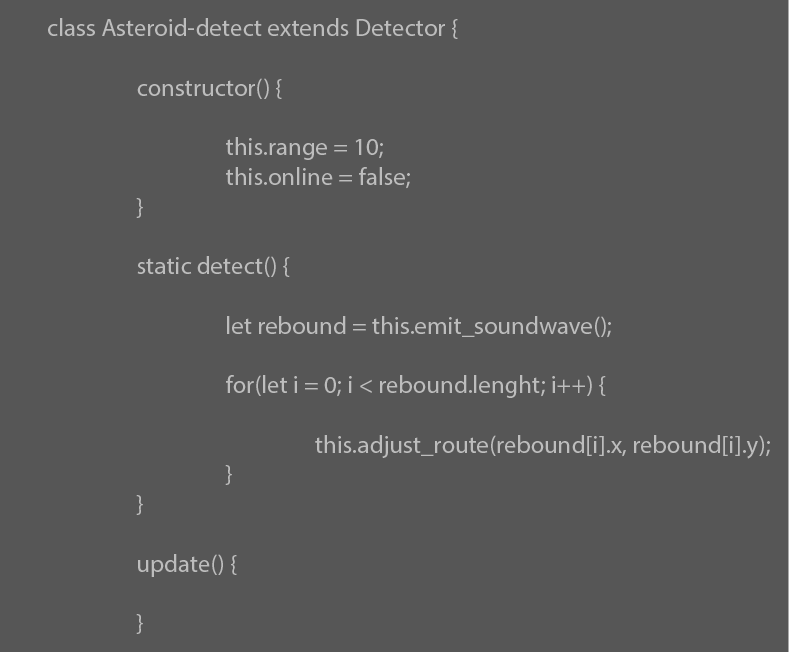 class Asteroid-detect extends Detector {
constructor() {
this.range = 10;
this.online = false;
}
static detect() {
let rebound = this.emit_soundwave();
for(let i = 0; i < rebound.lenght; i++) {
this.adjust_route(rebound[i].x, rebound[i].y);
}
}
update() {
}